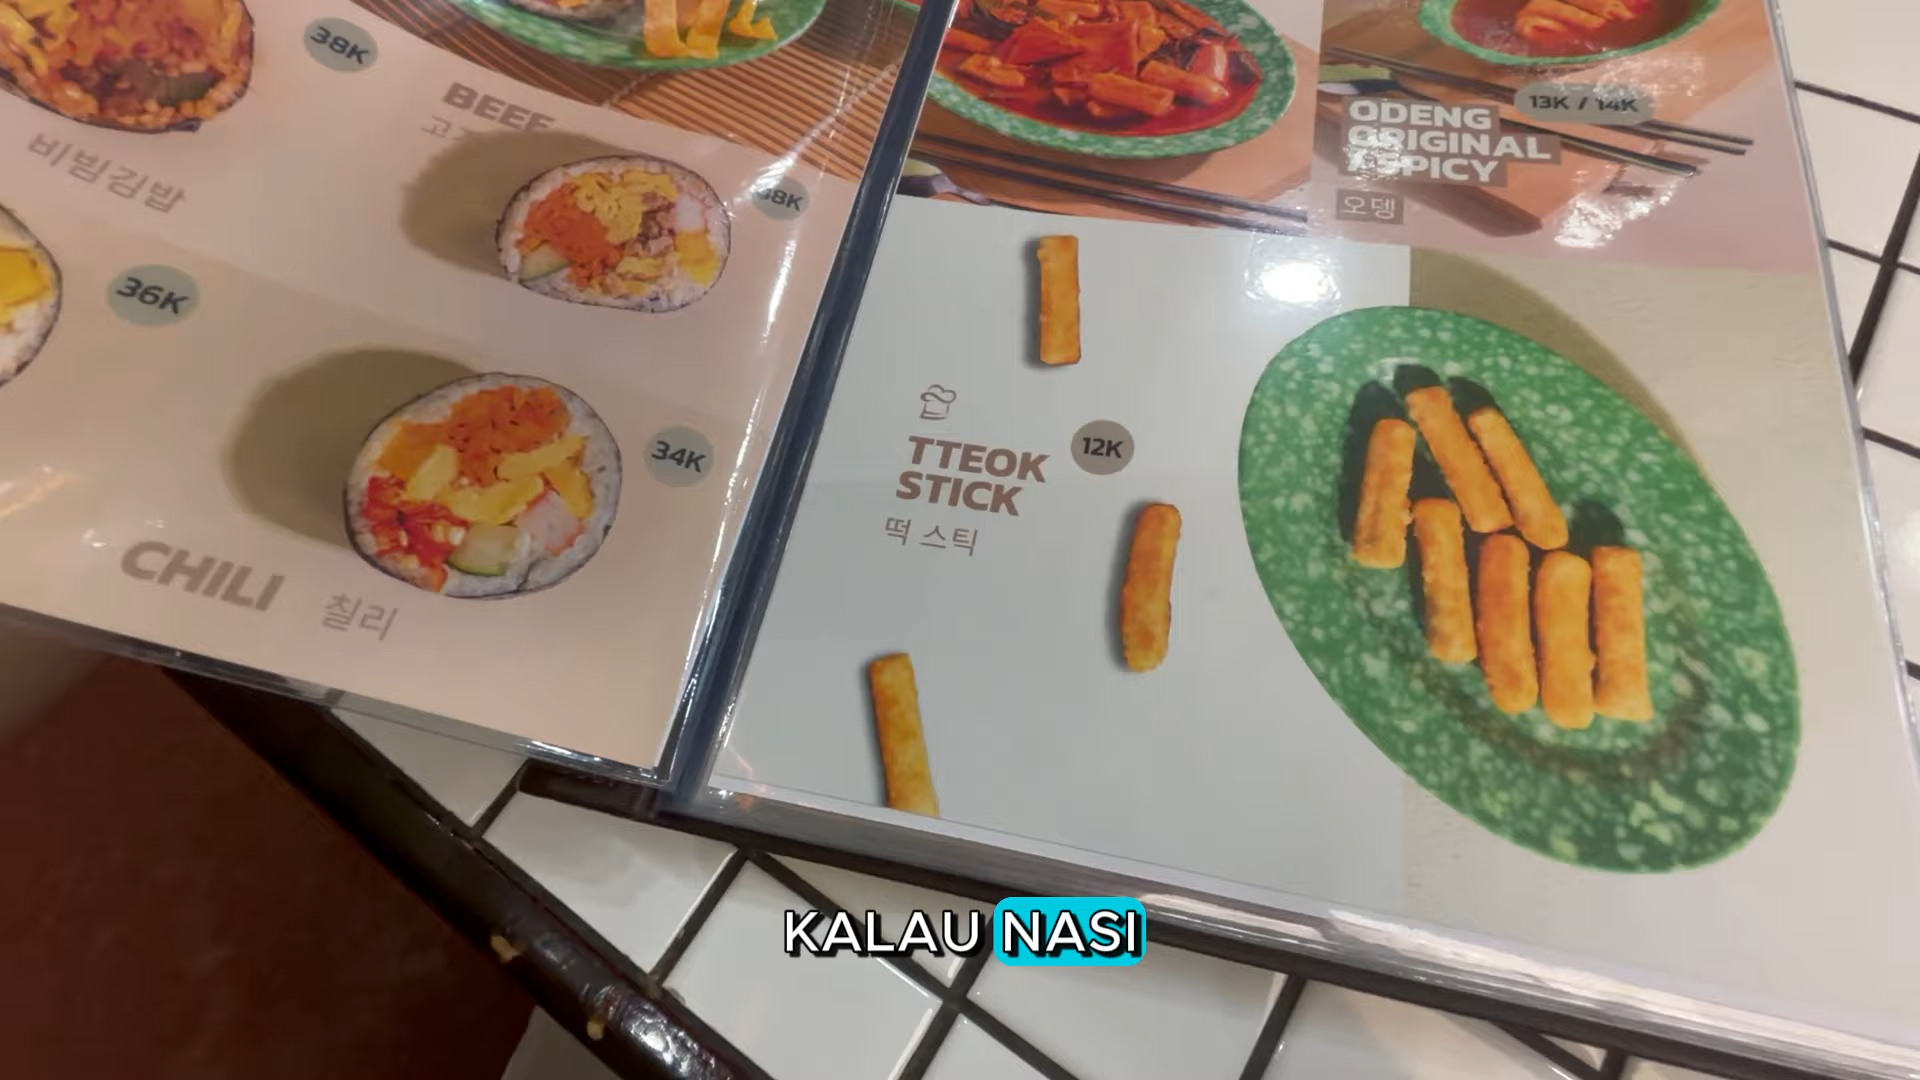 38K
비빔김밥
BEEF
38K
36K
34K
CHILI 칠리
13K / 14K
ODENG
ORIGINAL
/ SPICY
오뎅
TTEOK
STICK
12K
떡 스틱
KALAU NASI